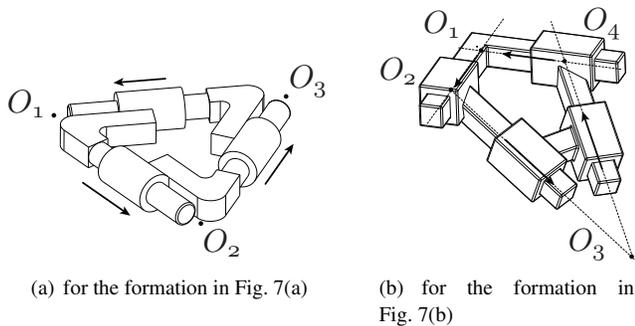 O1
O3
O2
O1
O4
O2
O3
(a) for the formation in Fig. 7(a)
(b) for the formation in
Fig. 7(b)